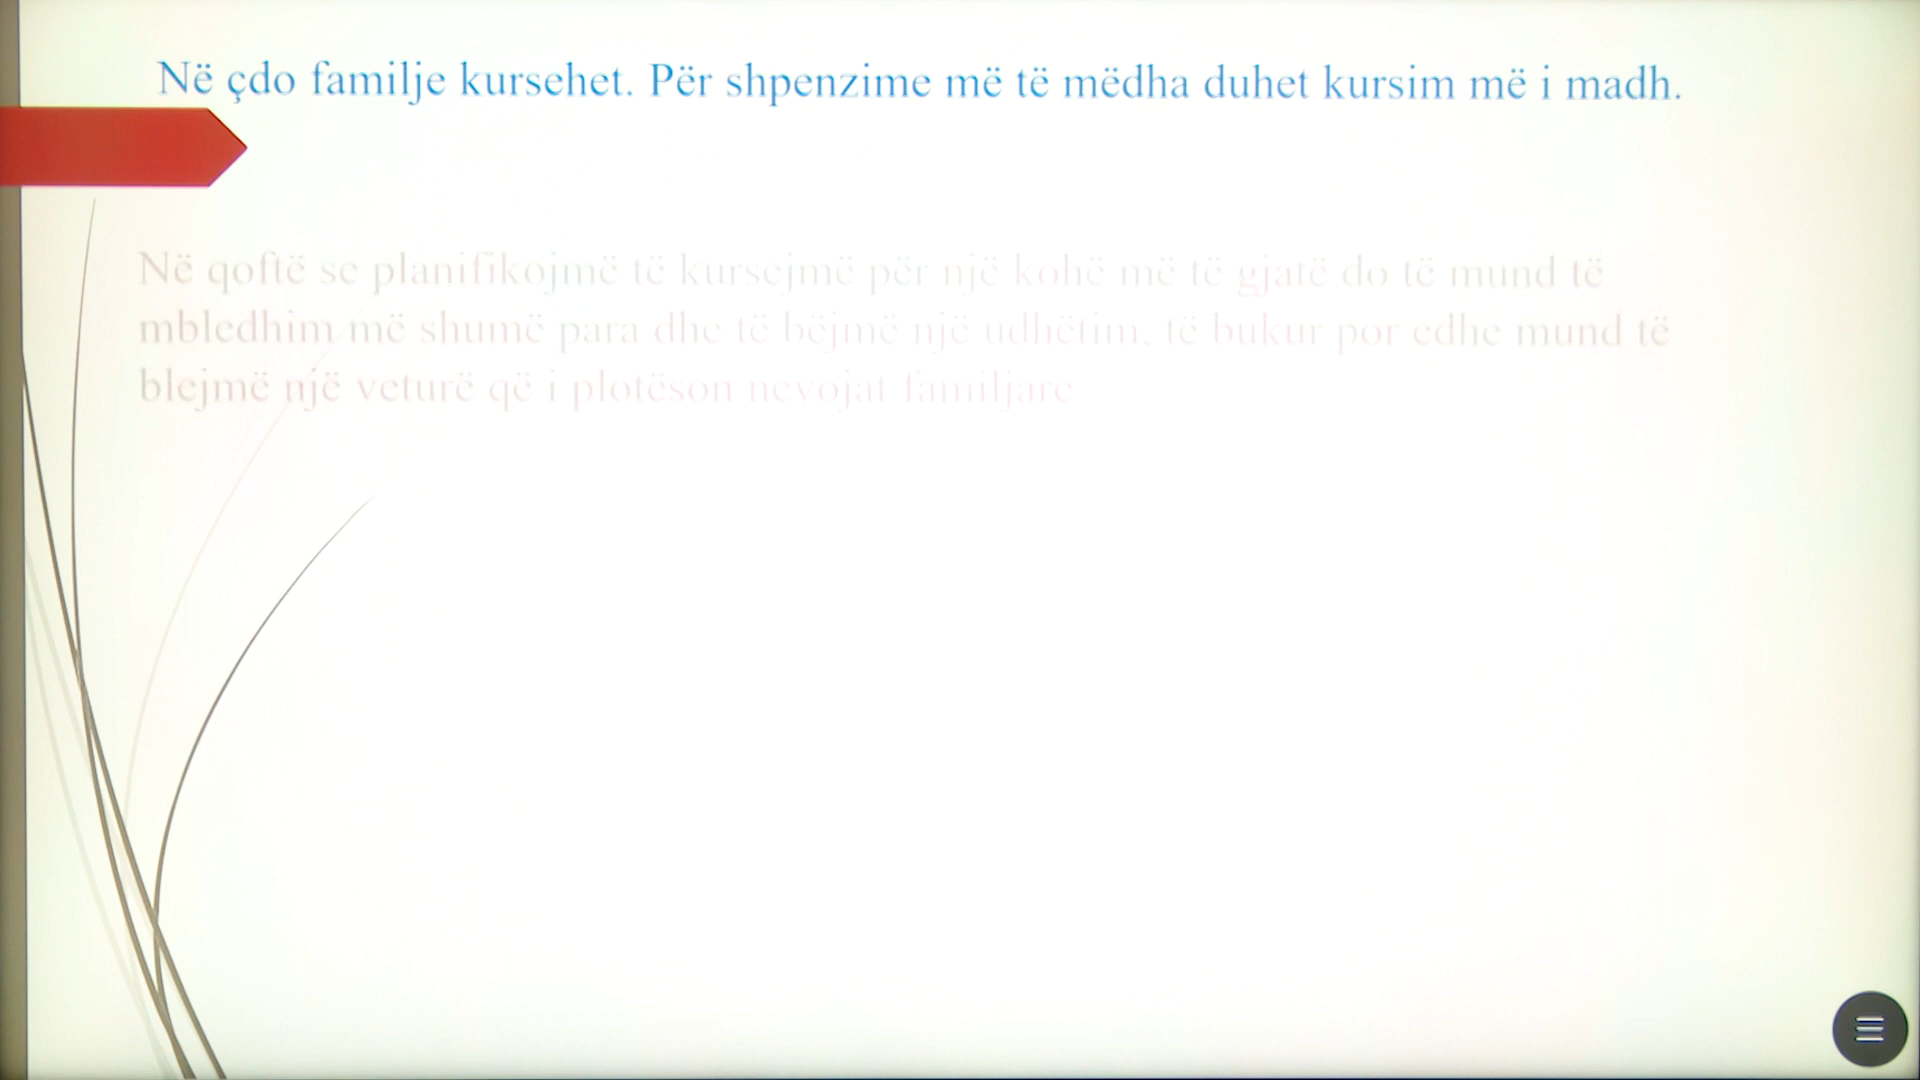 Në çdo familje kursehet. Për shpenzime më të mëdha duhet kursim më i madh.
Në qoftë se planifikojmë të kursejmë për një kohë më të gjatë do të mund të
mbledhim më shumë para dhe të bëjmë një udhëtim, të bukur por edhe mund të
blejmë një veturë që i plotëson nevojat familjare